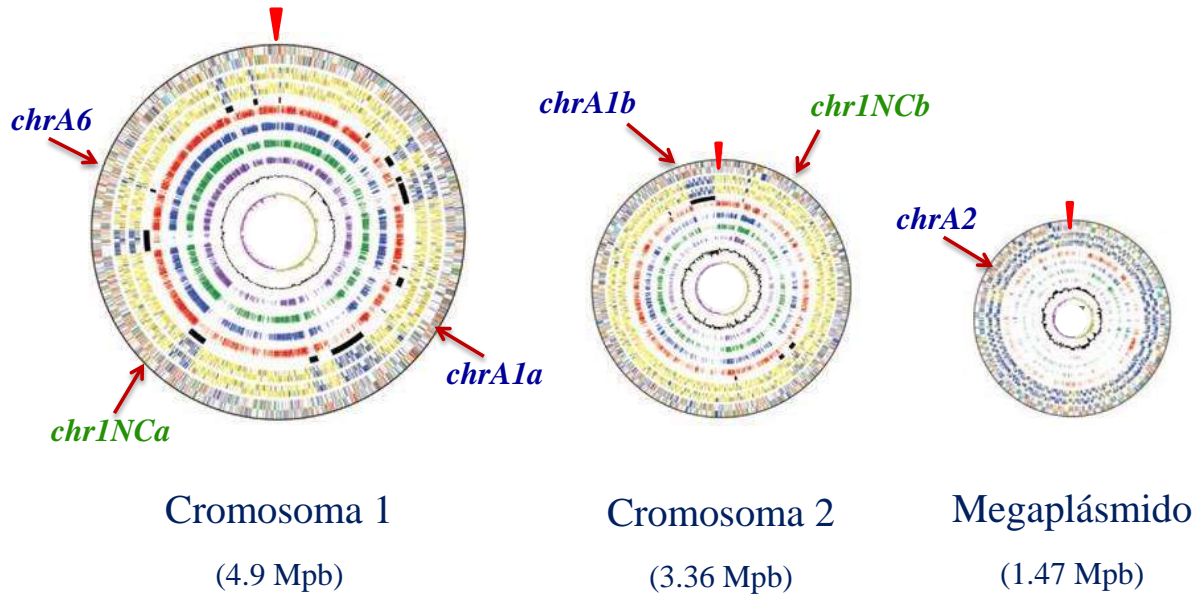 chrA6
chrA1a
chr1NCa
Cromosoma 1
(4.9 Mpb)
chrA1b
chr1NCb
Cromosoma 2
(3.36 Mpb)
chrA2
Megaplásmido
(1.47 Mpb)